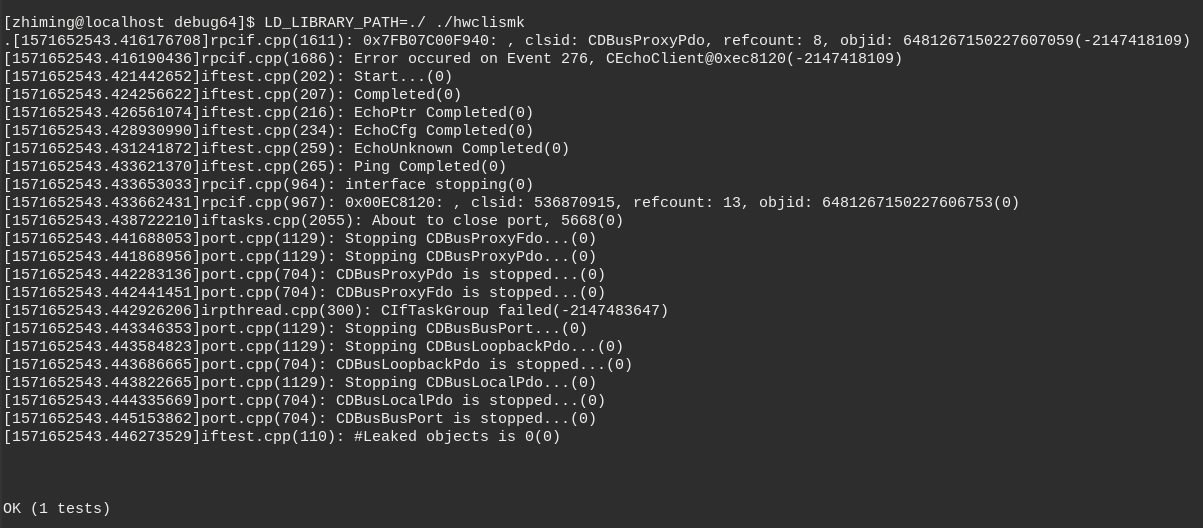 [zhiming@localhost debug64]$ LD_LIBRARY_PATH=./ ./hwclismk
.[1571652543.416176708]rpcif.cpp(1611): 0x7FB07C00F940: , clsid: CDBusProxyPdo, refcount: 8, objid: 6481267150227607059(-2147418109)
[1571652543.416190436]rpcif.cpp(1686): Error occured on Event 276, CEchoClient@0xec8120(-2147418109)
[1571652543.421442652]iftest.cpp(202): Start...(0)
[1571652543.424256622]iftest.cpp(207): Completed(0)
[1571652543.426561074]iftest.cpp(216): EchoPtr Completed(0)
[1571652543.428930990]iftest.cpp(234): EchoCfg Completed(0)
[1571652543.431241872]iftest.cpp(259): EchoUnknown Completed(0)
[1571652543.433621370]iftest.cpp(265): Ping Completed(0)
[1571652543.433653033]rpcif.cpp(964): interface stopping(0)
[1571652543.433662431]rpcif.cpp(967): 0x00EC8120: , clsid: 536870915, refcount: 13, objid: 6481267150227606753(0)
[1571652543.438722210]iftasks.cpp(2055): About to close port, 5668(0)
[1571652543.441688053]port.cpp(1129): Stopping CDBusProxyFdo...(0)
[1571652543.441868956]port.cpp(1129): Stopping CDBusProxyPdo...(0)
[1571652543.442283136]port.cpp(704): CDBusProxyPdo is stopped...(0)
[1571652543.442441451]port.cpp(704): CDBusProxyFdo is stopped...(0)
[1571652543.442926206]irpthread.cpp(300): CIfTaskGroup failed(-2147483647)
[1571652543.443346353]port.cpp(1129): Stopping CDBusBusPort...(0)
[1571652543.443584823]port.cpp(1129): Stopping CDBusLoopbackPdo...(0)
[1571652543.443686665]port.cpp(704): CDBusLoopbackPdo is stopped...(0)
[1571652543.443822665]port.cpp(1129): Stopping CDBusLocalPdo...(0)
[1571652543.444335669]port.cpp(704): CDBusLocalPdo is stopped...(0)
[1571652543.445153862]port.cpp(704): CDBusBusPort is stopped...(0)
[1571652543.446273529]iftest.cpp(110): #Leaked objects is 0(0)
OK (1 tests)